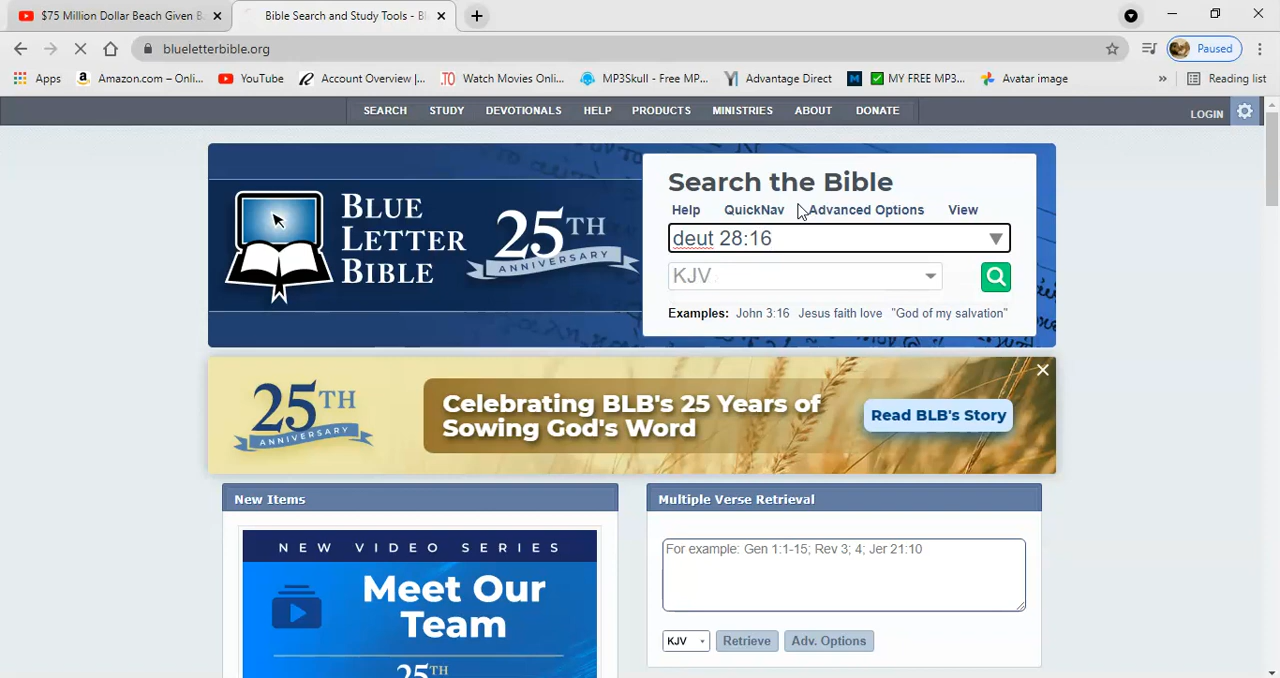 $75 Million Dollar Beach Given B
Bible Search and Study Tools - Bl
blueletterbible.org
Paused
Apps
Amazon.com – Onli...
YouTube
Account Overview |...
Watch Movies Onli...
MP3Skull - Free MP...
Advantage Direct
MY FREE MP3...
Avatar image
»
Reading list
SEARCH STUDY DEVOTIONALS HELP PRODUCTS MINISTRIES ABOUT DONATE
LOGIN
BLUE
LETTER
BIBLE
25TH
ANNIVERSARY
Search the Bible
Help QuickNav Advanced Options View
deut 28:16
KJV
Examples: John 3:16 Jesus faith love "God of my salvation"
25TH
ANNIVERSARY
Celebrating BLB's 25 Years of
Sowing God's Word
Read BLB's Story
New Items
NEW VIDEO SERIES
Meet Our
Team
25TH
Multiple Verse Retrieval
For example: Gen 1:1-15; Rev 3; 4; Jer 21:10
KJV Retrieve Adv. Options